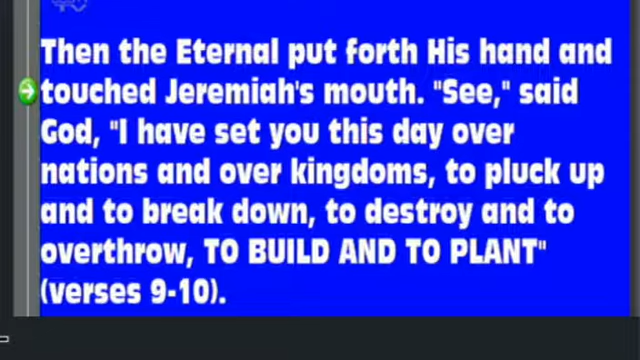 Then the Eternal put forth His hand and
touched Jeremiah's mouth. "See," said
God, "I have set you this day over
nations and over kingdoms, to pluck up
and to break down, to destroy and to
overthrow, TO BUILD AND TO PLANT"
(verses 9-10).